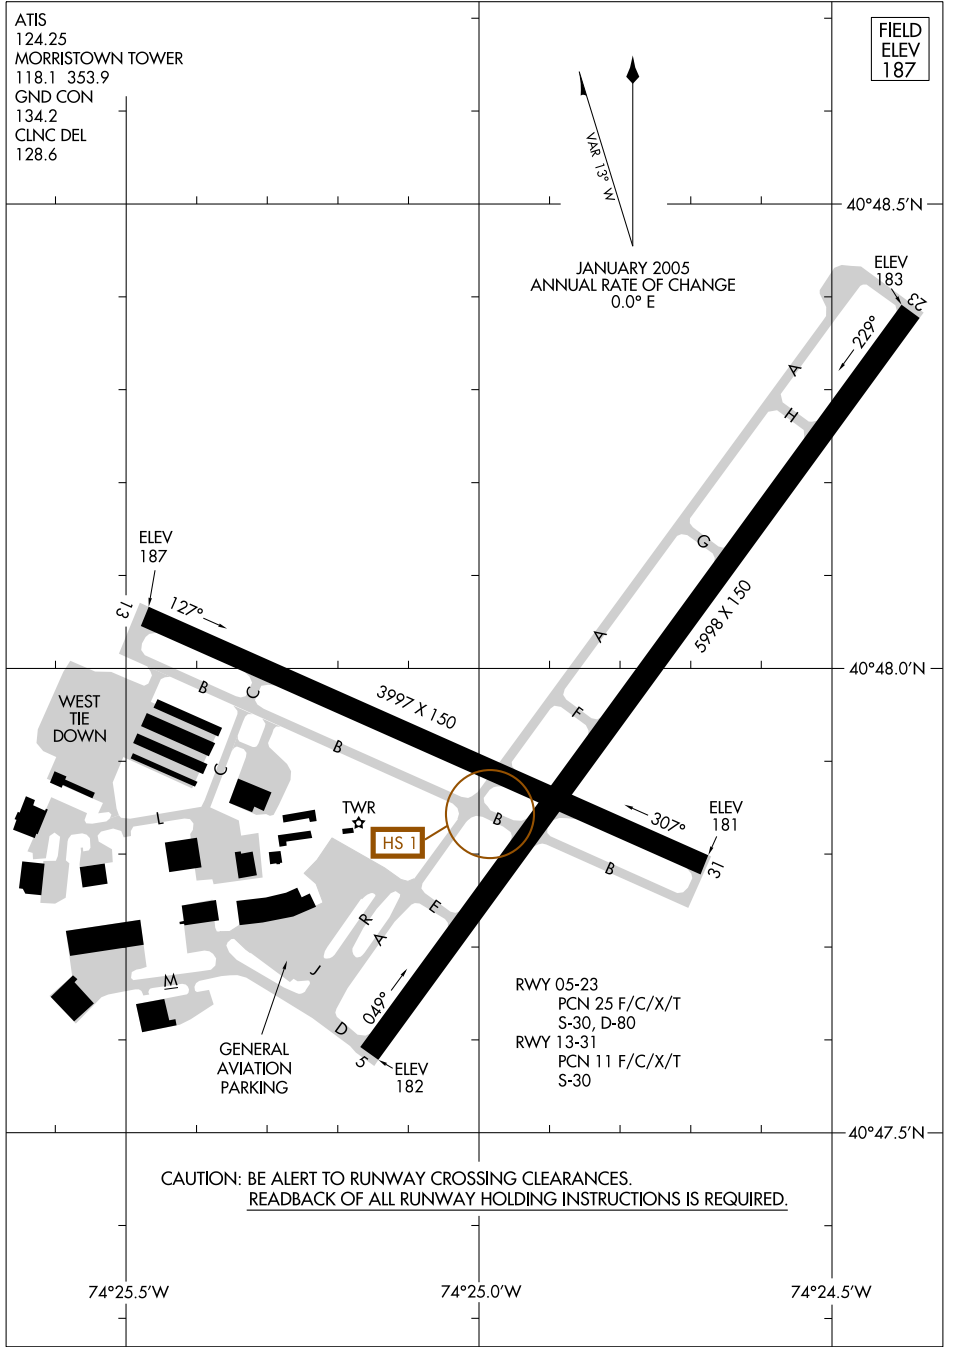 ATIS
124.25
MORRISTOWN TOWER
118.1 353.9
GND CON
134.2
CLNC DEL
128.6
FIELD
ELEV
187
VAR 13° W
40°48.5'N
JANUARY 2005
ANNUAL RATE OF CHANGE
0.0° E
ELEV
183
23
229°
A
H
G
5998 X 150
ELEV
187
13
127°
A
40°48.0'N
B
C
3997 X 150
F
WEST
TIE
DOWN
B
C
L
TWR
HS 1
B
307°
ELEV
181
31
B
E
R
A
J
M
049°
D
5
ELEV
182
GENERAL
AVIATION
PARKING
RWY 05-23
PCN 25 F/C/X/T
S-30, D-80
RWY 13-31
PCN 11 F/C/X/T
S-30
40°47.5'N
CAUTION: BE ALERT TO RUNWAY CROSSING CLEARANCES.
READBACK OF ALL RUNWAY HOLDING INSTRUCTIONS IS REQUIRED.
74°25.5'W
74°25.0'W
74°24.5'W